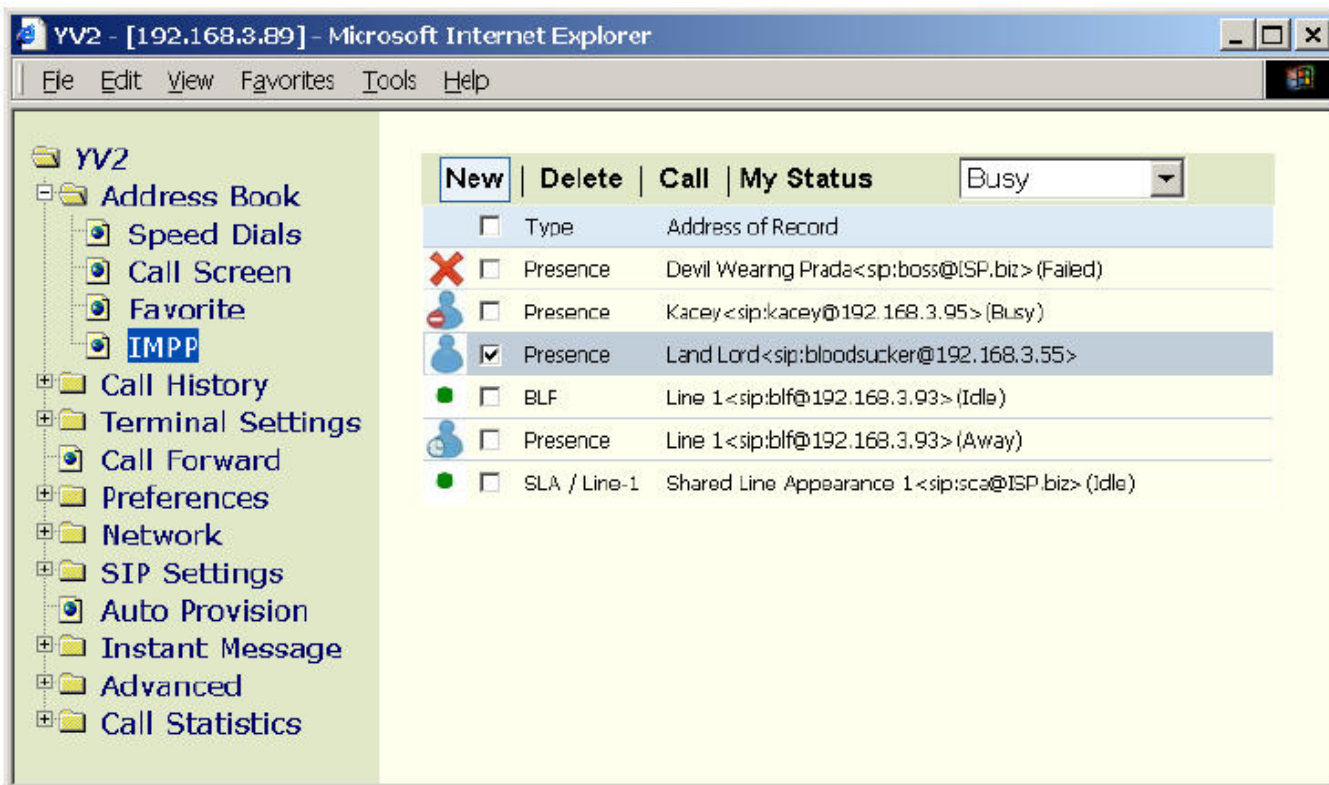 YV2 - [192.168.3.89] - Microsoft Internet Explorer
File Edit View Favorites Tools Help
YV2
Address Book
Speed Dials
Call Screen
Favorite
IMPP
Call History
Terminal Settings
Call Forward
Preferences
Network
SIP Settings
Auto Provision
Instant Message
Advanced
Call Statistics
New | Delete | Call | My Status Busy
Type Address of Record
Presence Devil Wearing Prada<sip:boss@ISP.biz>(Failed)
Presence Kacey<sip:kacey@192.168.3.95>(Busy)
Presence Land Lord<sip:bloodsucker@192.168.3.55>
BLF Line 1<sip:blf@192.168.3.93>(Idle)
Presence Line 1<sip:blf@192.168.3.93>(Away)
SLA / Line-1 Shared Line Appearance 1<sip:sca@ISP.biz>(Idle)